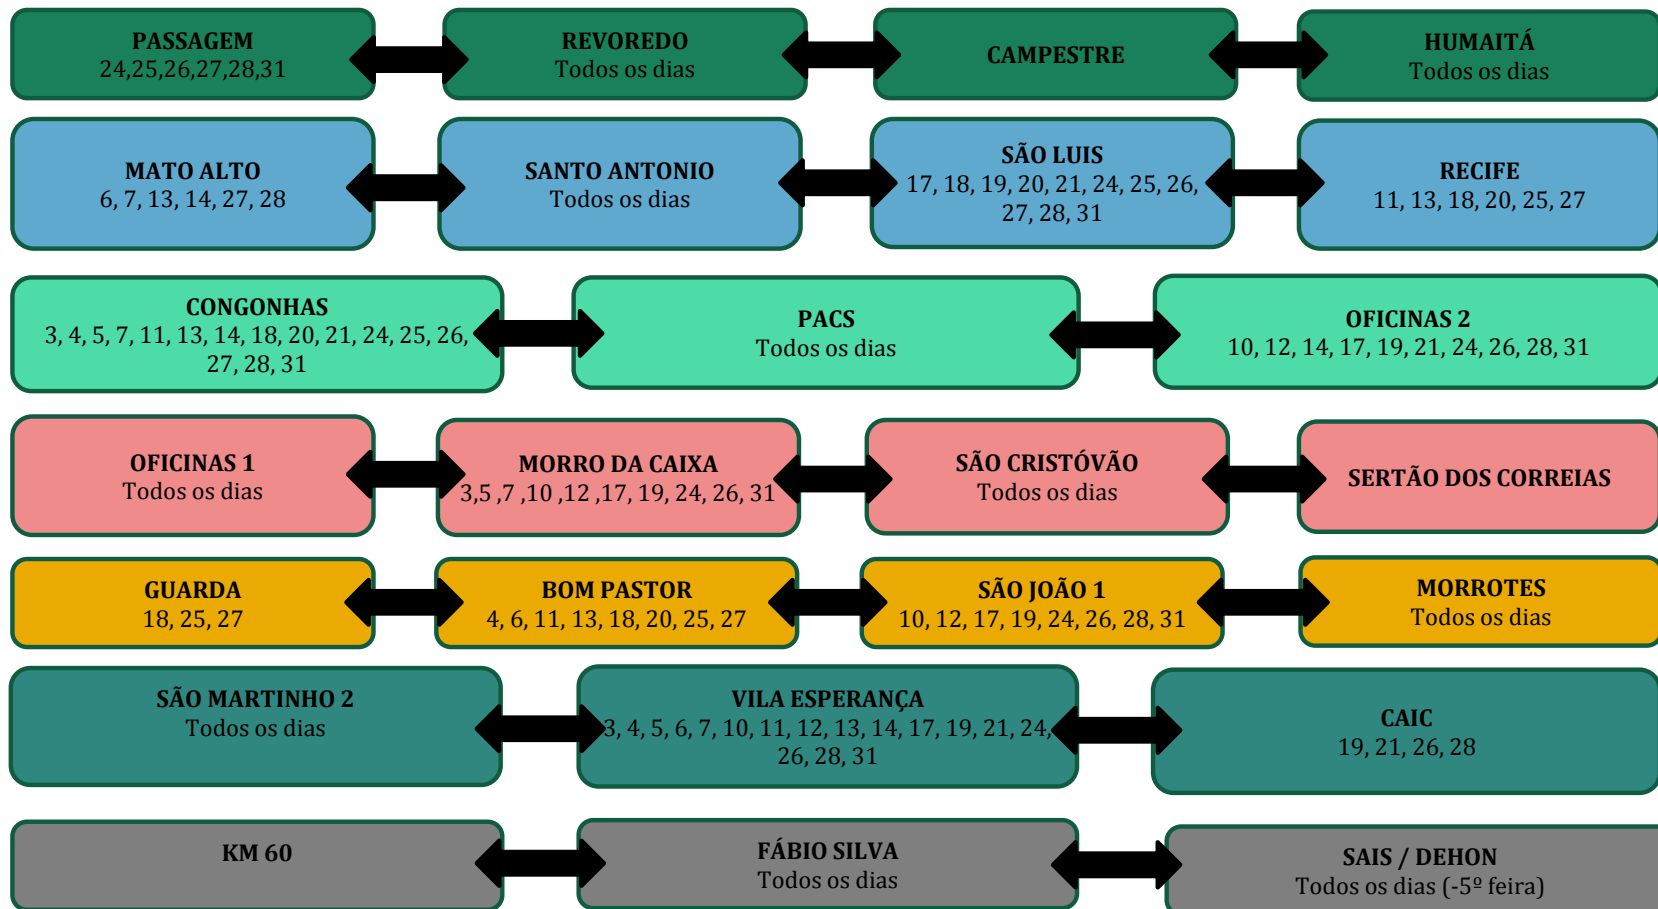 PASSAGEM
24,25,26,27,28,31
REVOREDO
Todos os dias
CAMPESTRE
HUMAITÁ
Todos os dias
MATO ALTO
6, 7, 13, 14, 27, 28
SANTO ANTONIO
Todos os dias
SÃO LUIS
17, 18, 19, 20, 21, 24, 25, 26,
27, 28, 31
RECIFE
11, 13, 18, 20, 25, 27
CONGONHAS
3, 4, 5, 7, 11, 13, 14, 18, 20, 21, 24, 25, 26,
27, 28, 31
PACS
Todos os dias
OFICINAS 2
10, 12, 14, 17, 19, 21, 24, 26, 28, 31
OFICINAS 1
Todos os dias
MORRO DA CAIXA
3,5 ,7 ,10 ,12 ,17, 19, 24, 26, 31
SÃO CRISTÓVÃO
Todos os dias
SERTÃO DOS CORREIAS
GUARDA
18, 25, 27
BOM PASTOR
4, 6, 11, 13, 18, 20, 25, 27
SÃO JOÃO 1
10, 12, 17, 19, 24, 26, 28, 31
MORROTES
Todos os dias
SÃO MARTINHO 2
Todos os dias
VILA ESPERANÇA
3, 4, 5, 6, 7, 10, 11, 12, 13, 14, 17, 19, 21, 24,
26, 28, 31
CAIC
19, 21, 26, 28
KM 60
FÁBIO SILVA
Todos os dias
SAIS / DEHON
Todos os dias (-5º feira)